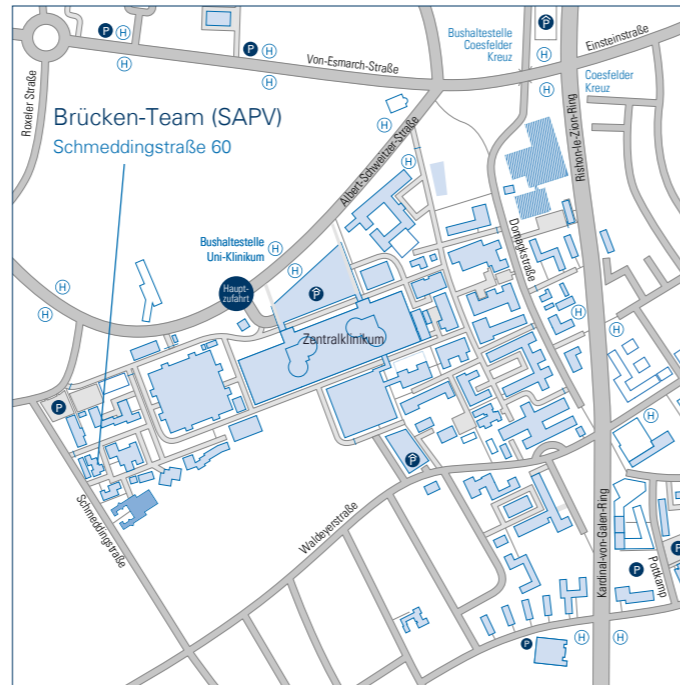 P
H
H
P
H
H
Von-Esmarch-Straße
Roxeler Straße
Bushaltestelle
Coesfelder
Kreuz
P
H
H
Einsteinstraße
Coesfelder
Kreuz
Rishon-le-Zion-Ring
Brücken-Team (SAPV)
Schmeddingstraße 60
H
H
Albert-Schweitzer-Straße
Domagkstraße
Bushaltestelle
Uni-Klinikum
H
H
Haupt-
zufahrt
P
H
H
Zentralklinikum
H
H
P
H
P
Schmeddingstraße
Waldeyerstraße
Kardinal-von-Galen-Ring
Pottkamp
P
P
P
H
H